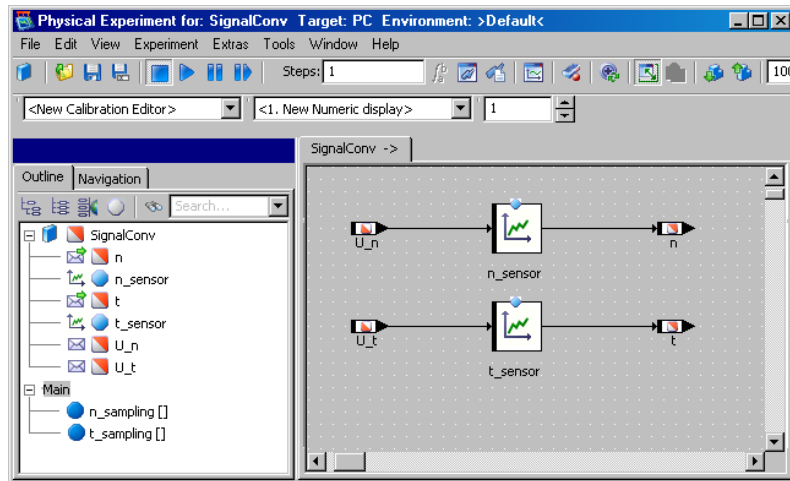 Physical Experiment for: SignalConv Target: PC Environment: >Default<
File Edit View Experiment Extras Tools Window Help
Steps: 1 100
<New Calibration Editor> <1. New Numeric display> 1
SignalConv ->
Outline Navigation
Search...
SignalConv
n
n_sensor
t
t_sensor
U_n
U_t
Main
n_sampling []
t_sampling []
U_n n
n_sensor
U_t t
t_sensor